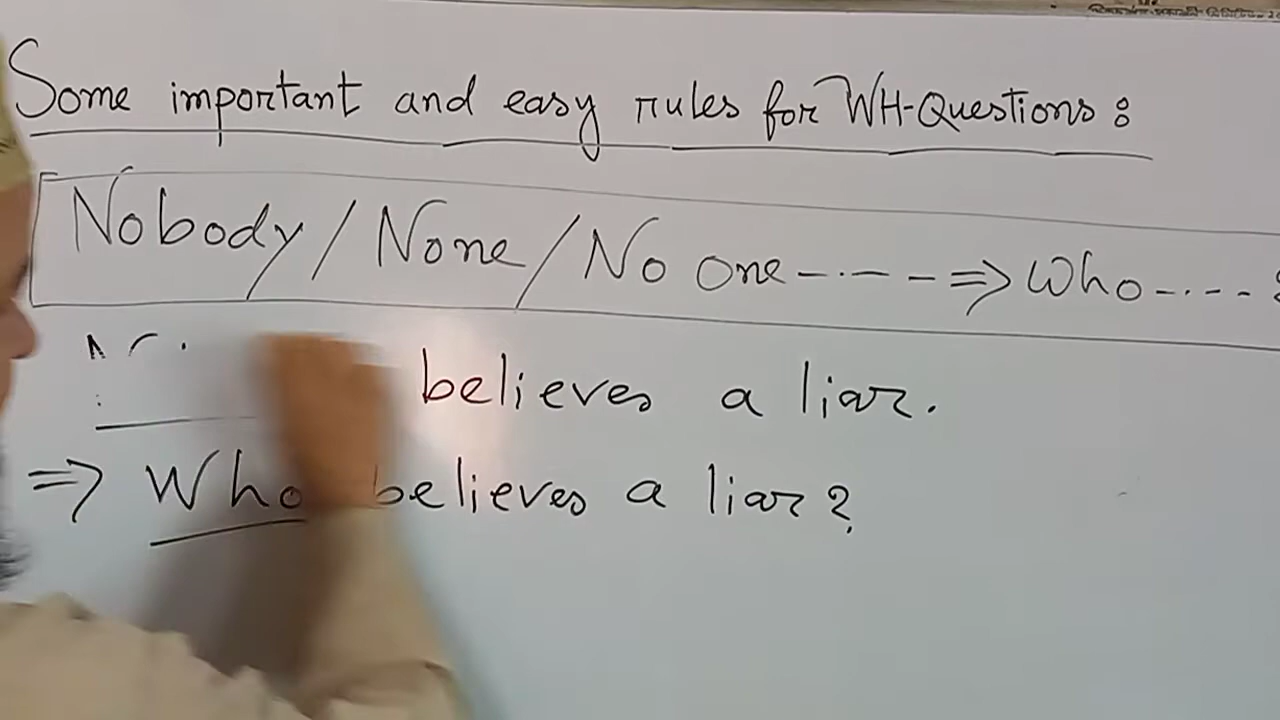 Some important and easy rules for WH-Questions :
Nobody / None / No one ----- => Who ----- ?
believes a liar.
=> Who believes a liar?